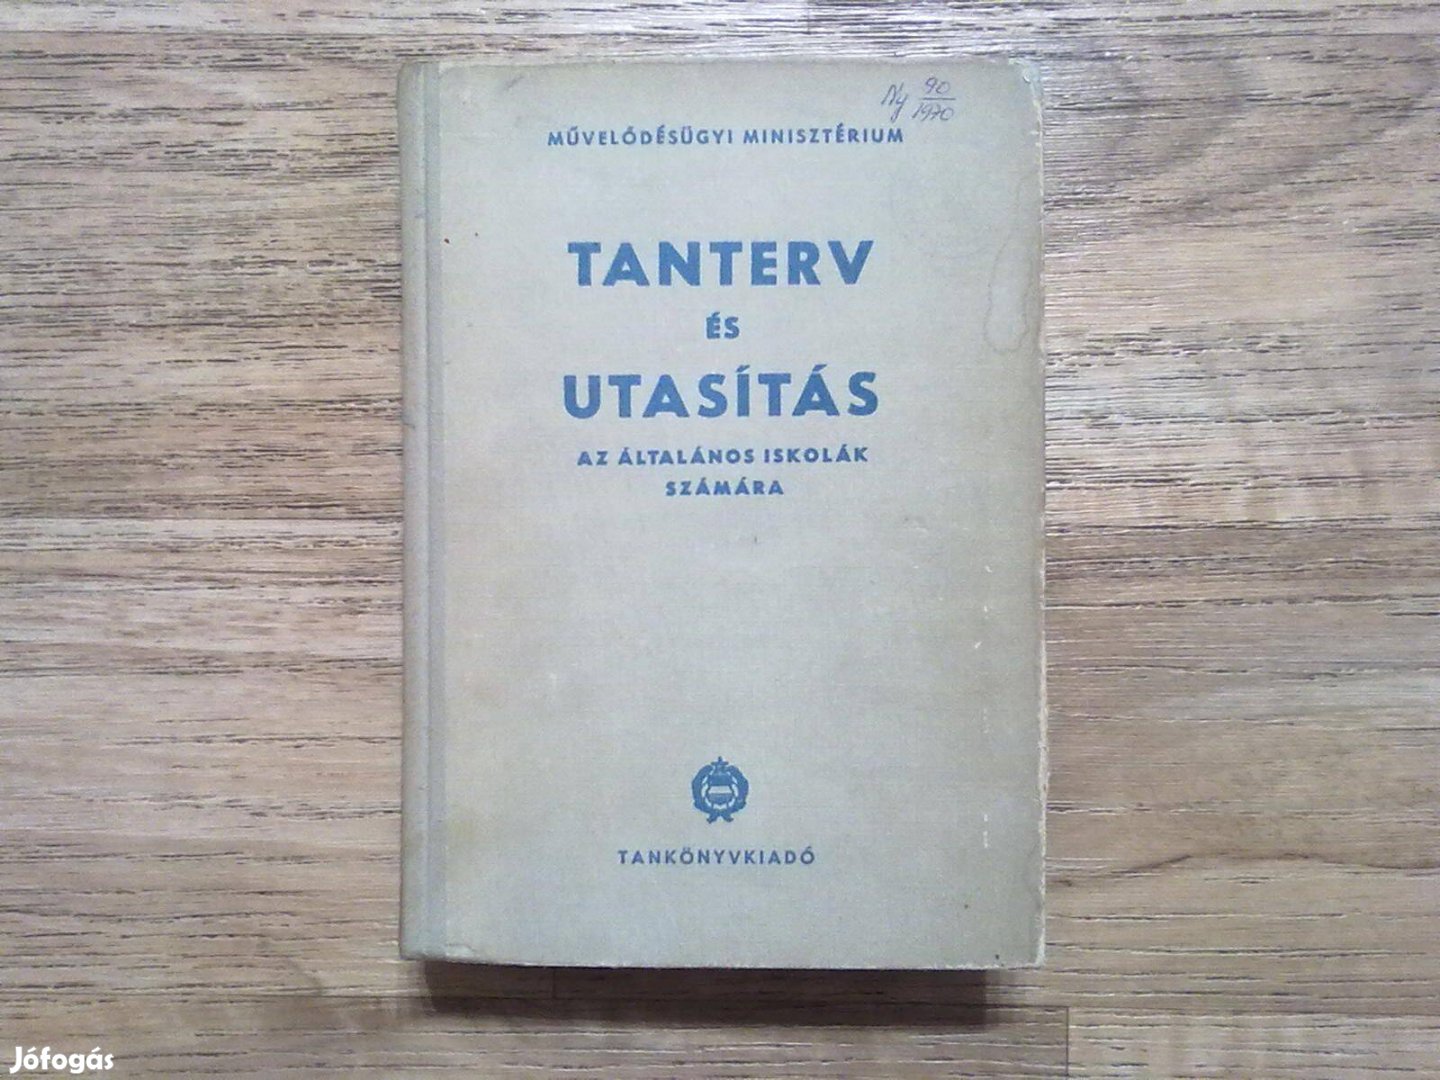 Ny 90
1970
MŰVELŐDÉSÜGYI MINISZTÉRIUM
TANTERV
ÉS
UTASÍTÁS
AZ ÁLTALÁNOS ISKOLÁK
SZÁMÁRA
TANKÖNYVKIADÓ
Jófogás